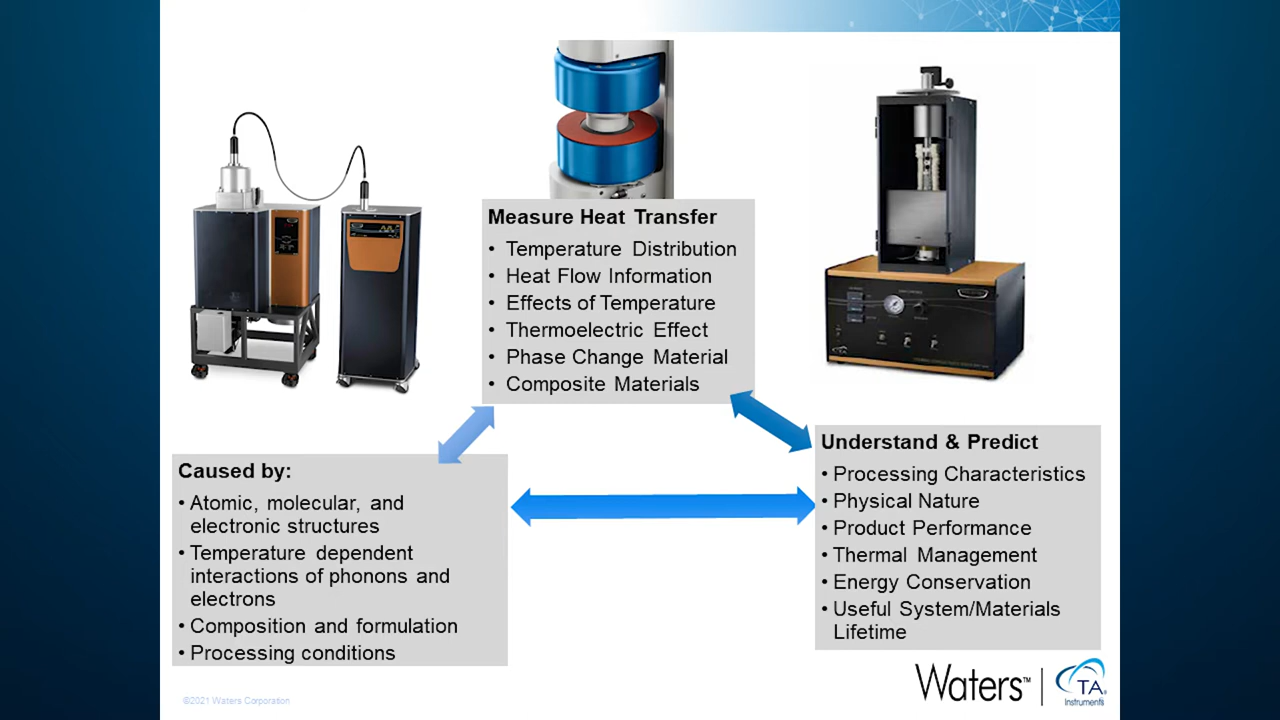 Measure Heat Transfer
• Temperature Distribution
• Heat Flow Information
• Effects of Temperature
• Thermoelectric Effect
• Phase Change Material
• Composite Materials
Caused by:
• Atomic, molecular, and
electronic structures
• Temperature dependent
interactions of phonons and
electrons
• Composition and formulation
• Processing conditions
Understand & Predict
• Processing Characteristics
• Physical Nature
• Product Performance
• Thermal Management
• Energy Conservation
• Useful System/Materials
Lifetime
©2021 Waters Corporation
Waters™
TA
Instruments